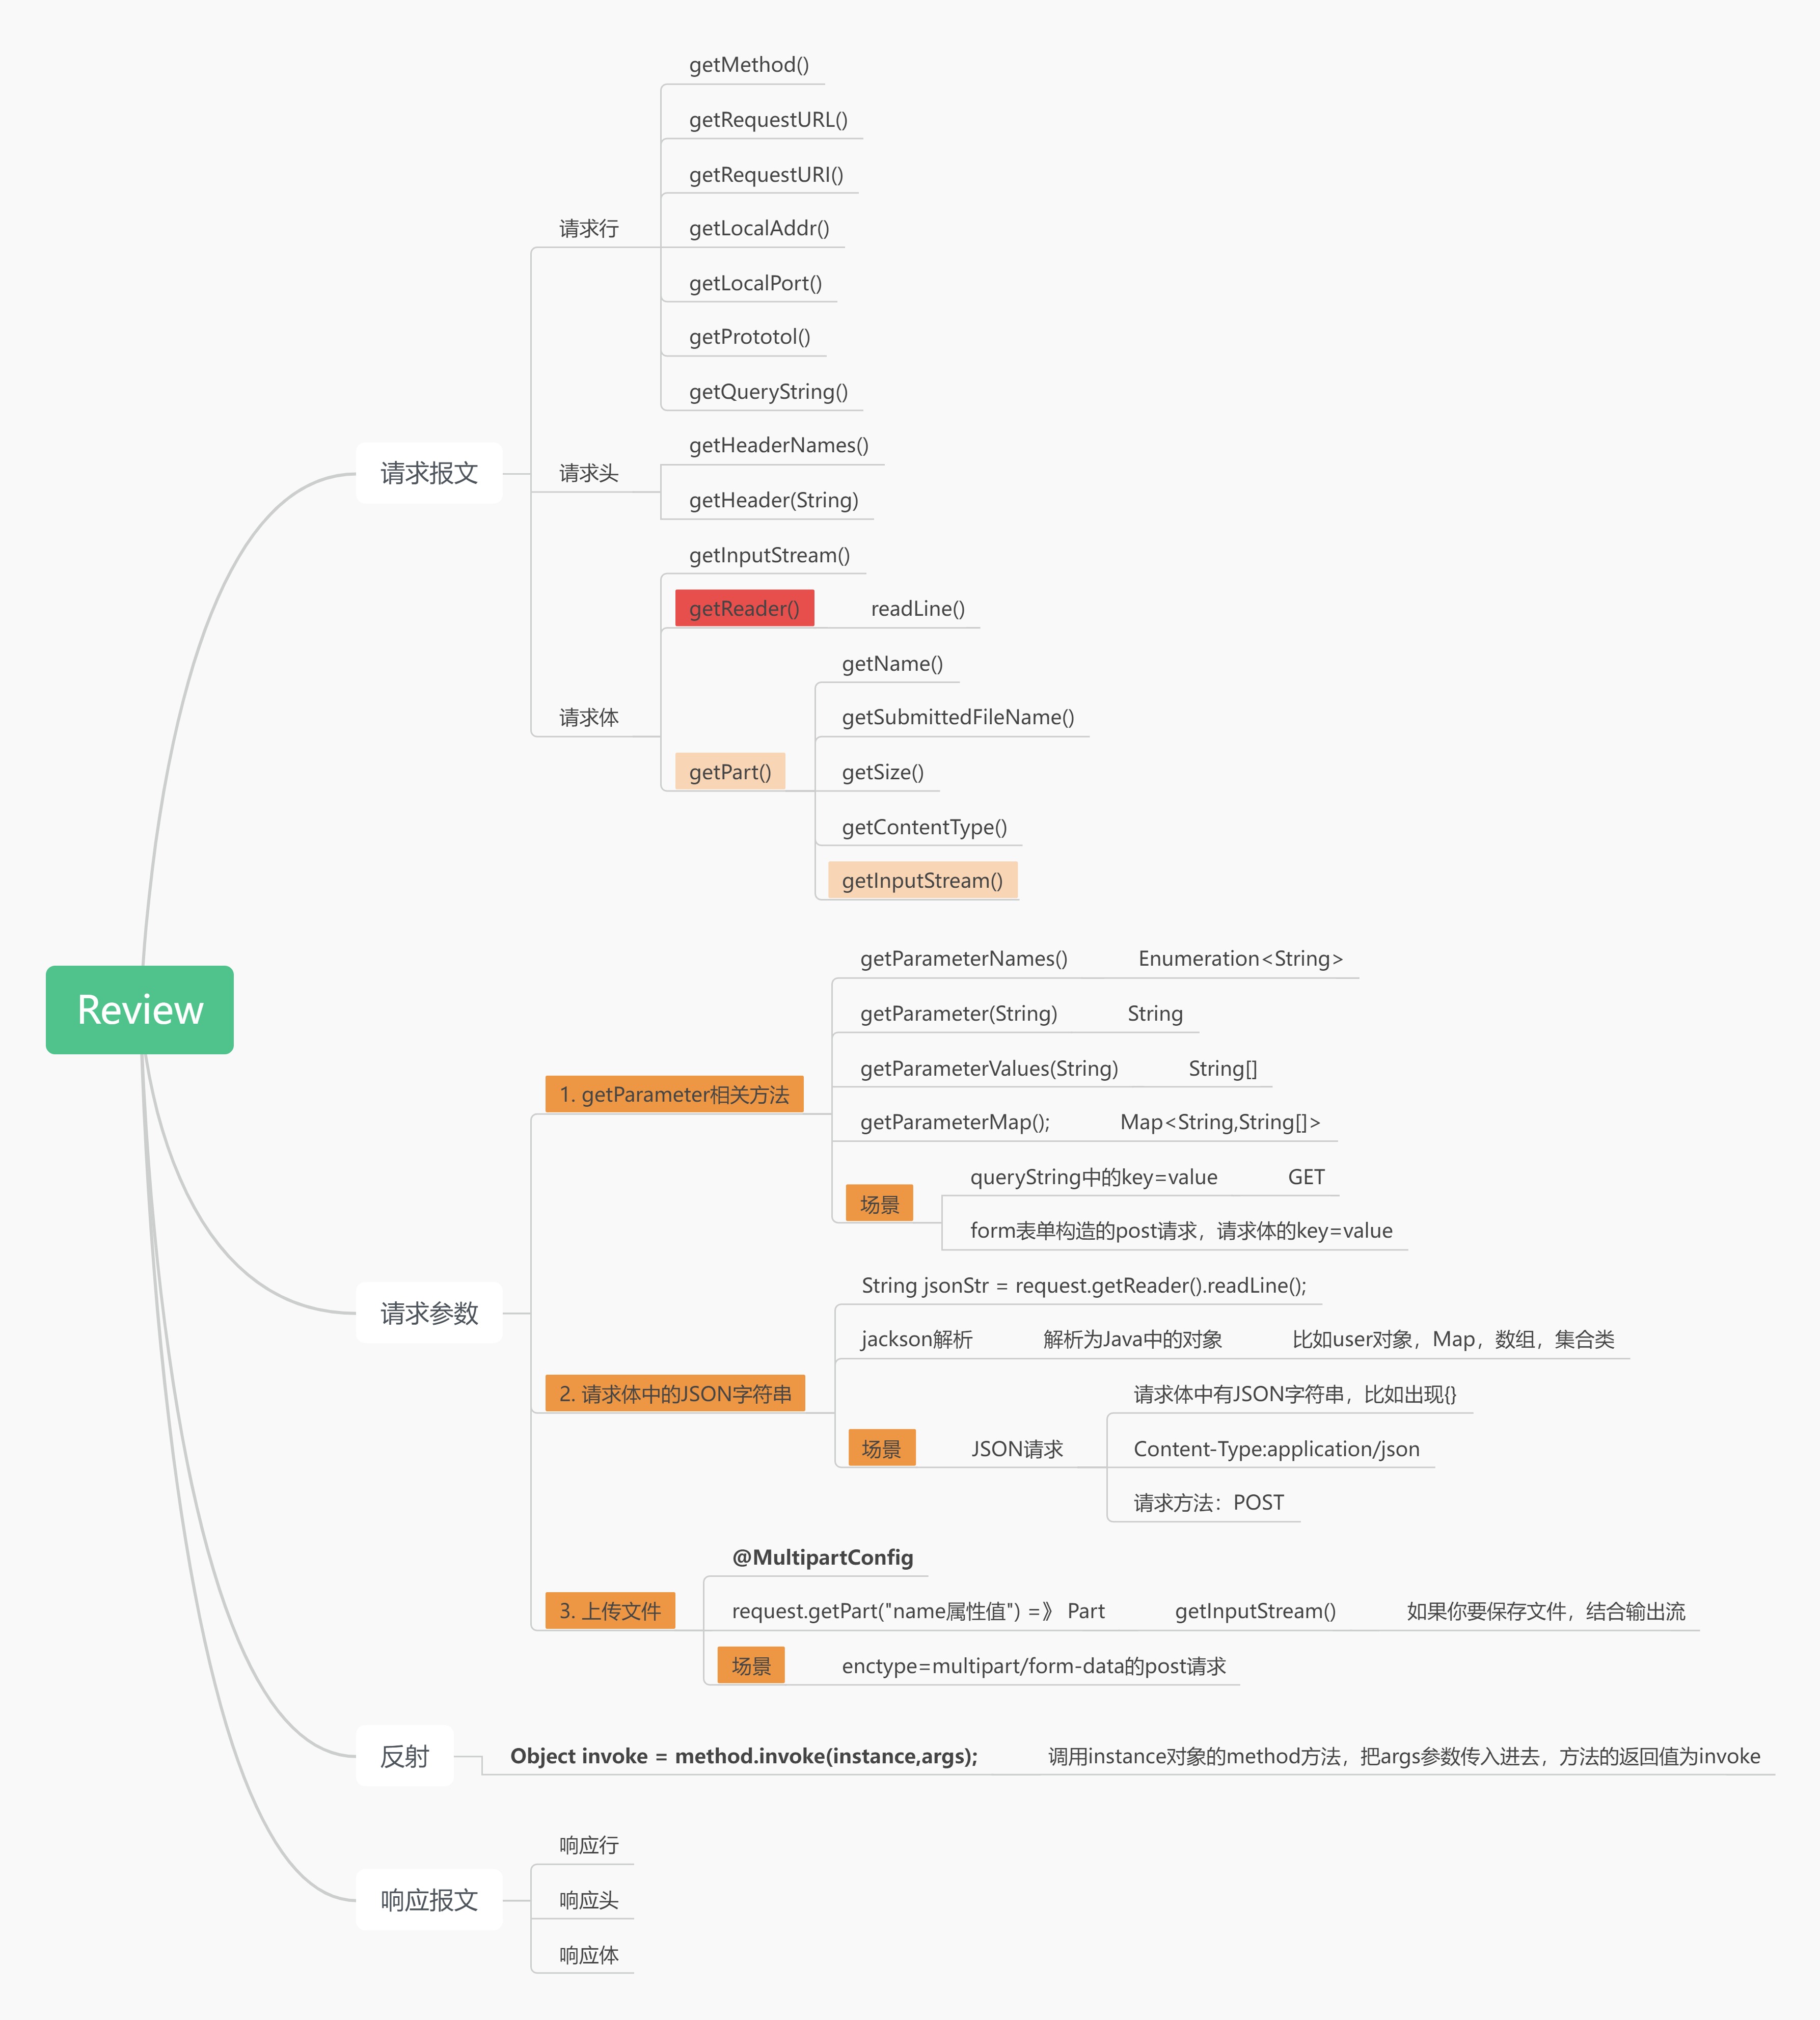 Review
请求报文
请求行
getMethod()
getRequestURL()
getRequestURI()
getLocalAddr()
getLocalPort()
getPrototol()
getQueryString()
请求头
getHeaderNames()
getHeader(String)
请求体
getInputStream()
getReader()
readLine()
getPart()
getName()
getSubmittedFileName()
getSize()
getContentType()
getInputStream()
请求参数
1. getParameter相关方法
getParameterNames()
Enumeration<String>
getParameter(String)
String
getParameterValues(String)
String[]
getParameterMap();
Map<String,String[]>
场景
queryString中的key=value
GET
form表单构造的post请求，请求体的key=value
2. 请求体中的JSON字符串
String jsonStr = request.getReader().readLine();
jackson解析
解析为Java中的对象
比如user对象，Map，数组，集合类
场景
JSON请求
请求体中有JSON字符串，比如出现{}
Content-Type:application/json
请求方法：POST
3. 上传文件
@MultipartConfig
request.getPart("name属性值") =》 Part
getInputStream()
如果你要保存文件，结合输出流
场景
enctype=multipart/form-data的post请求
反射
Object invoke = method.invoke(instance,args);
调用instance对象的method方法，把args参数传入进去，方法的返回值为invoke
响应报文
响应行
响应头
响应体